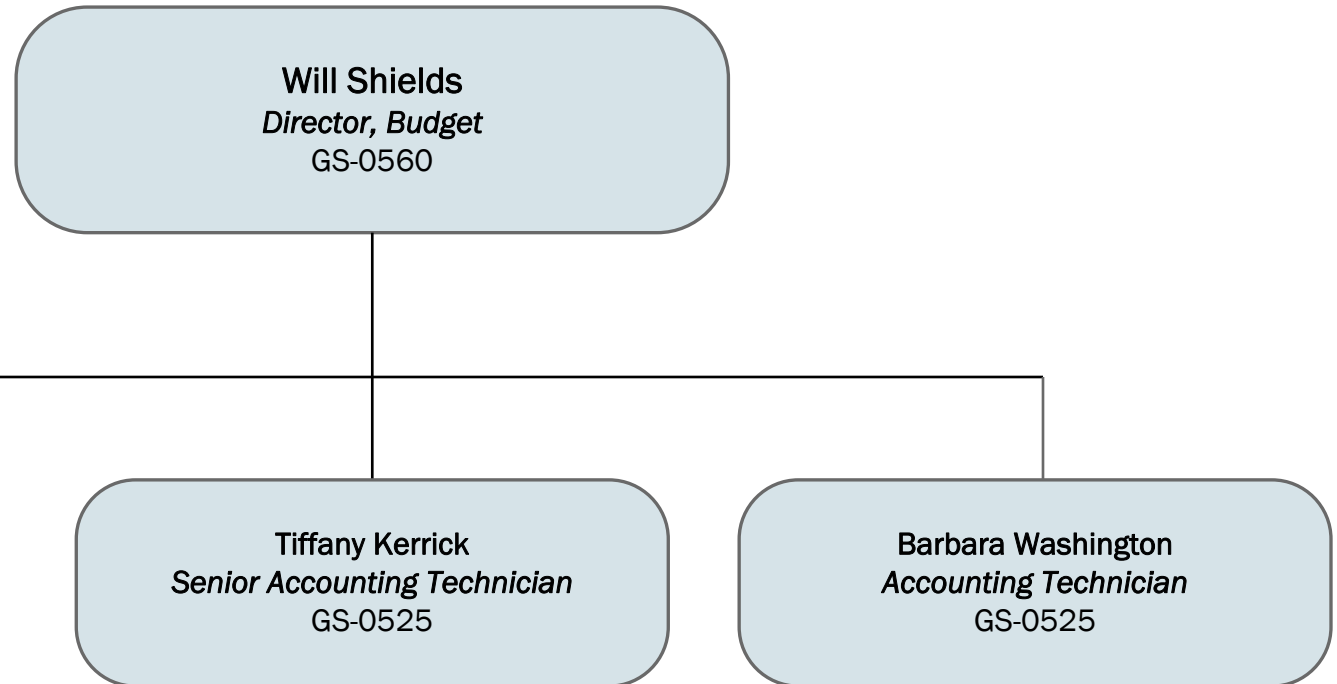 Will Shields
Director, Budget
GS-0560
Tiffany Kerrick
Senior Accounting Technician
GS-0525
Barbara Washington
Accounting Technician
GS-0525